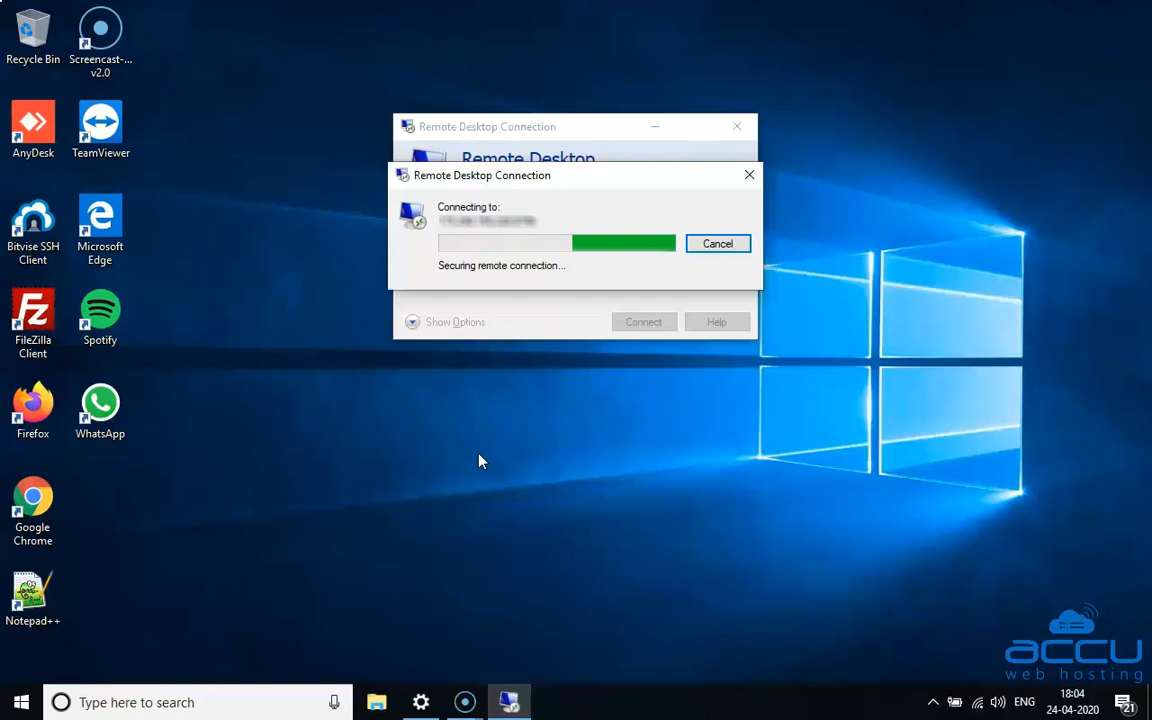 Recycle Bin
Screencast-...
v2.0
AnyDesk
TeamViewer
Bitvise SSH
Client
Microsoft
Edge
FileZilla
Client
Spotify
Firefox
WhatsApp
Google
Chrome
Notepad++
Remote Desktop Connection
Remote Desktop
Remote Desktop Connection
Connecting to:
Cancel
Securing remote connection...
Show Options
Connect
Help
accu
web hosting
Type here to search
ENG
18:04
24-04-2020
21